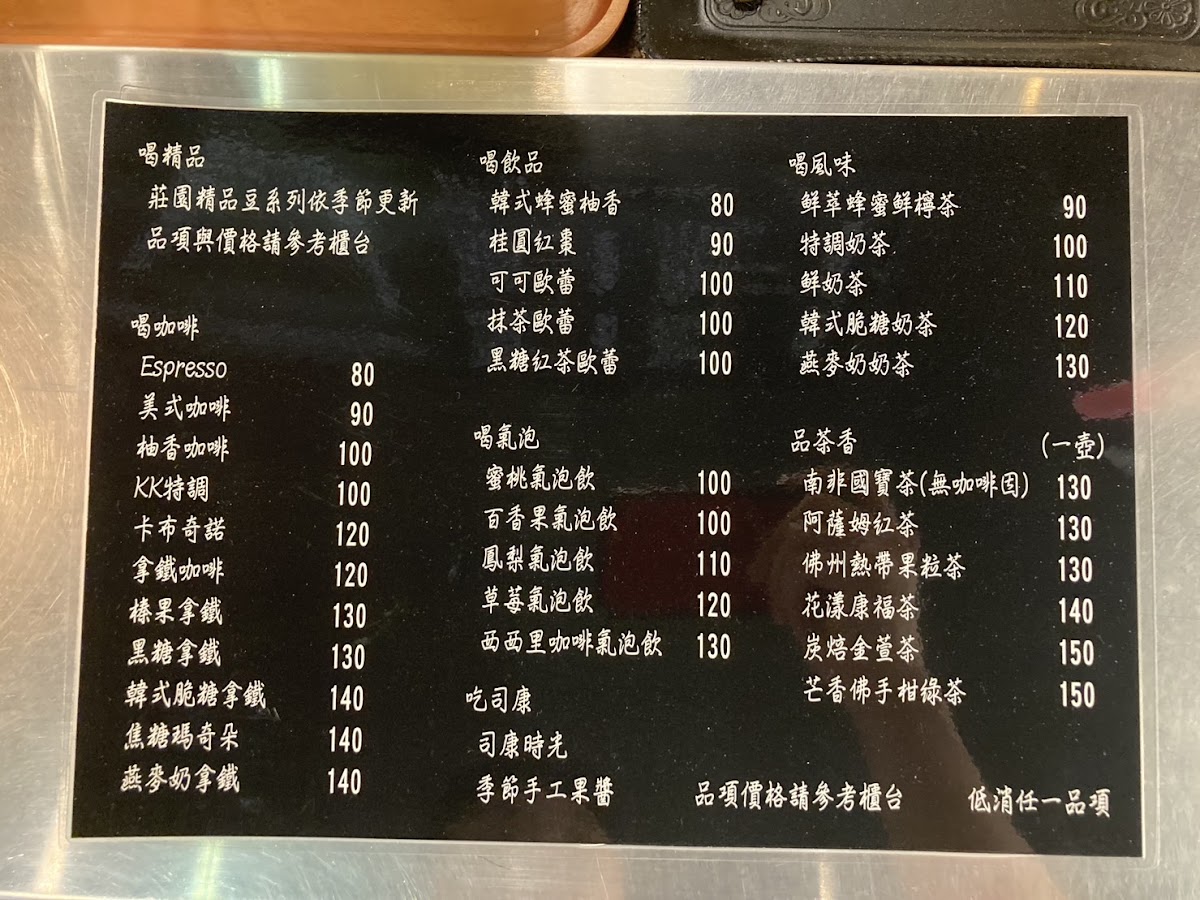 喝精品
莊園精品豆系列依季節更新
品項與價格請參考櫃台
喝咖啡
Espresso 80
美式咖啡 90
柚香咖啡 100
KK特調 100
卡布奇諾 120
拿鐵咖啡 120
榛果拿鐵 130
黑糖拿鐵 130
韓式脆糖拿鐵 140
焦糖瑪奇朵 140
燕麥奶拿鐵 140
喝飲品
韓式蜂蜜柚香 80
桂圓紅棗 90
可可歐蕾 100
抹茶歐蕾 100
黑糖紅茶歐蕾 100
喝氣泡
蜜桃氣泡飲 100
百香果氣泡飲 100
鳳梨氣泡飲 110
草莓氣泡飲 120
西西里咖啡氣泡飲 130
吃司康
司康時光
季節手工果醬 品項價格請參考櫃台
喝風味
鮮萃蜂蜜鮮檸茶 90
特調奶茶 100
鮮奶茶 110
韓式脆糖奶茶 120
燕麥奶奶茶 130
品茶香 (一壺)
南非國寶茶(無咖啡因) 130
阿薩姆紅茶 130
佛州熱帶果粒茶 130
花漾康福茶 140
炭焙金萱茶 150
芒香佛手柑綠茶 150
低消任一品項